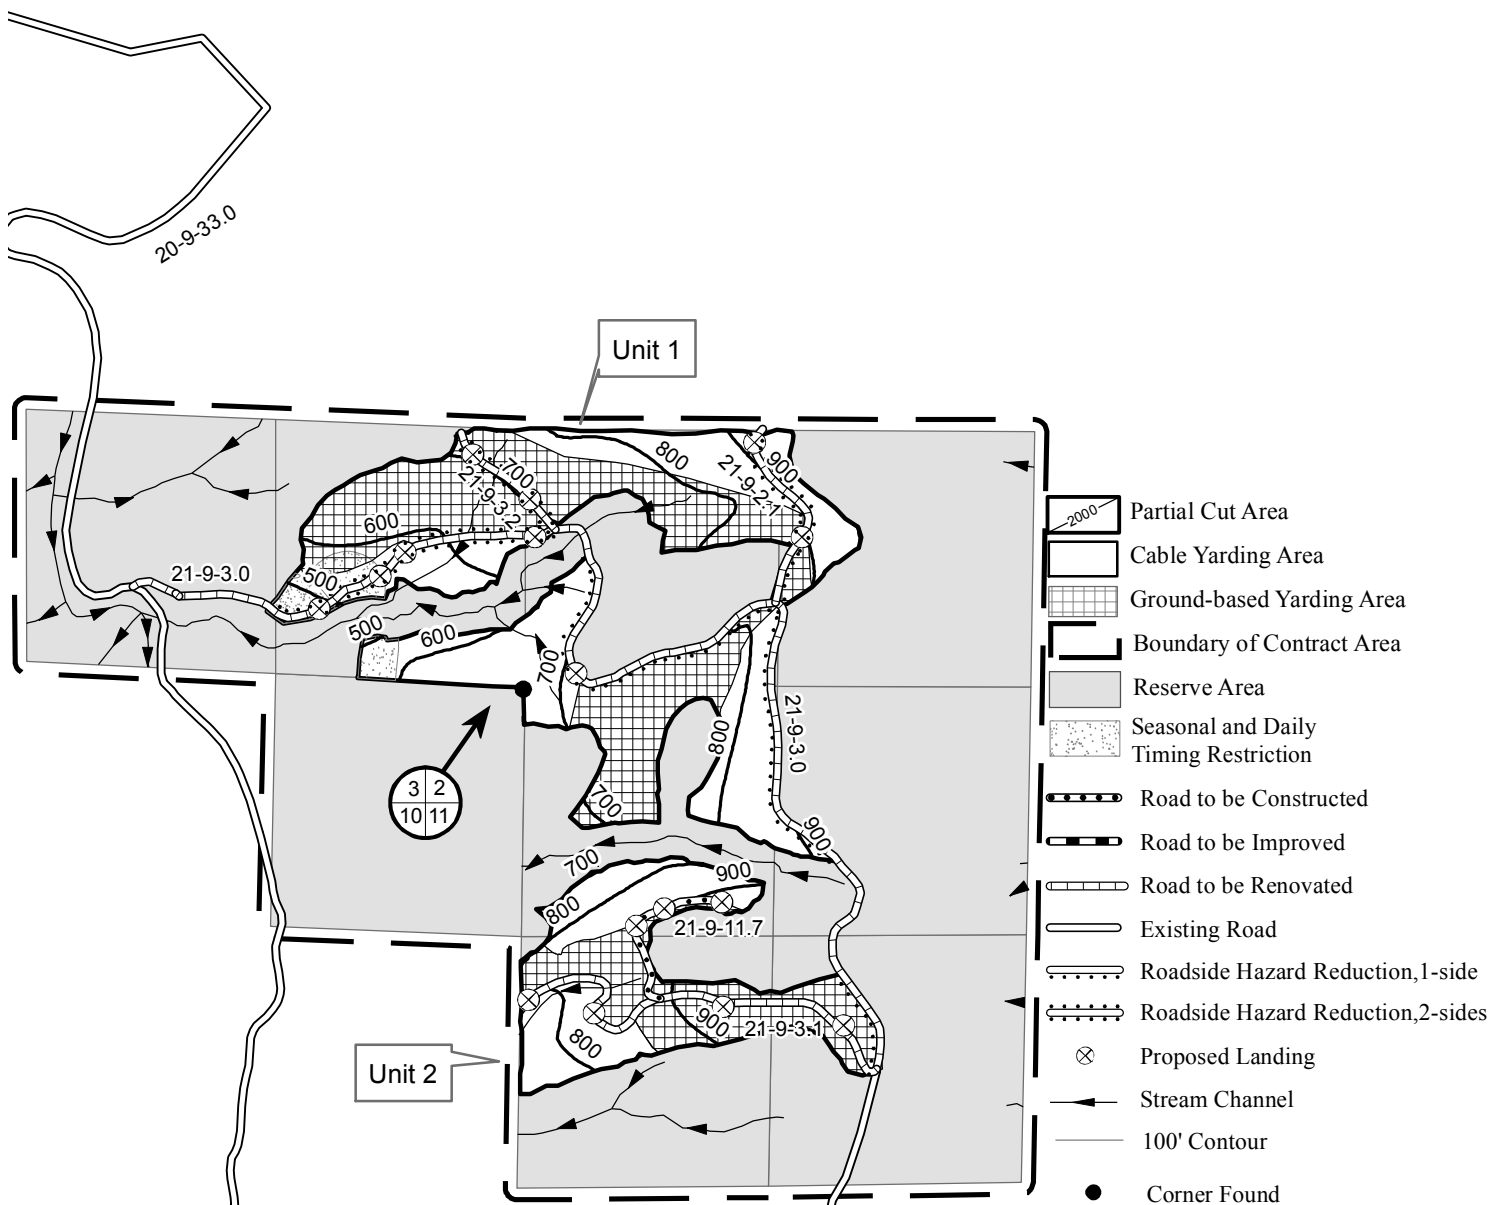 20-9-33.0
Unit 1
800
900
21-9-2.1
700
21-9-3.2
600
500
21-9-3.0
500
600
700
800
21-9-3.0
3 2
10 11
700
900
700
900
800
21-9-11.7
900
21-9-3.1
800
Unit 2
2000
Partial Cut Area
Cable Yarding Area
Ground-based Yarding Area
Boundary of Contract Area
Reserve Area
Seasonal and Daily
Timing Restriction
Road to be Constructed
Road to be Improved
Road to be Renovated
Existing Road
Roadside Hazard Reduction,1-side
Roadside Hazard Reduction,2-sides
Proposed Landing
Stream Channel
100' Contour
Corner Found